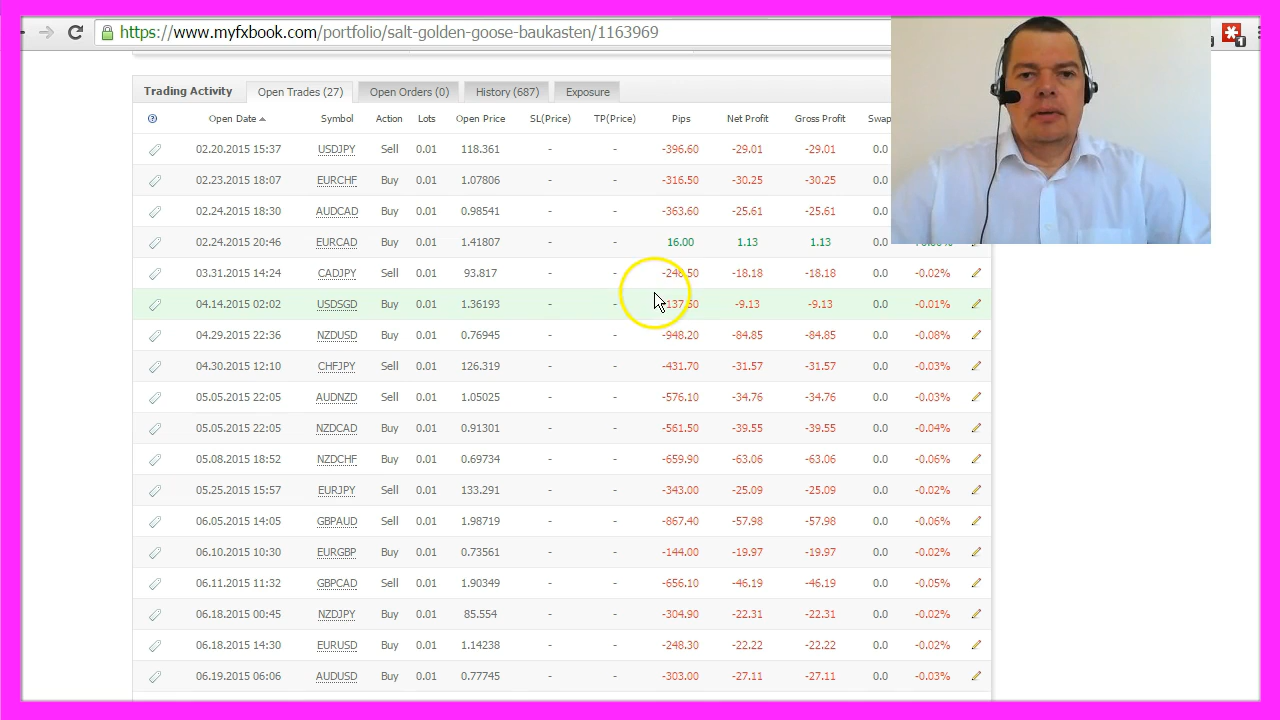 https://www.myfxbook.com/portfolio/salt-golden-goose-baukasten/1163969
Trading Activity Open Trades (27) Open Orders (0) History (687) Exposure
Open Date Symbol Action Lots Open Price SL(Price) TP(Price) Pips Net Profit Gross Profit Swap
02.20.2015 15:37 USDJPY Sell 0.01 118.361 - - -396.60 -29.01 -29.01 0.0
02.23.2015 18:07 EURCHF Buy 0.01 1.07806 - - -316.50 -30.25 -30.25 0.0
02.24.2015 18:30 AUDCAD Buy 0.01 0.98541 - - -363.60 -25.61 -25.61 0.0
02.24.2015 20:46 EURCAD Buy 0.01 1.41807 - - 16.00 1.13 1.13 0.0
03.31.2015 14:24 CADJPY Sell 0.01 93.817 - - -248.50 -18.18 -18.18 0.0 -0.02%
04.14.2015 02:02 USDSGD Buy 0.01 1.36193 - - -137.50 -9.13 -9.13 0.0 -0.01%
04.29.2015 22:36 NZDUSD Buy 0.01 0.76945 - - -948.20 -84.85 -84.85 0.0 -0.08%
04.30.2015 12:10 CHFJPY Sell 0.01 126.319 - - -431.70 -31.57 -31.57 0.0 -0.03%
05.05.2015 22:05 AUDNZD Sell 0.01 1.05025 - - -576.10 -34.76 -34.76 0.0 -0.03%
05.05.2015 22:05 NZDCAD Buy 0.01 0.91301 - - -561.50 -39.55 -39.55 0.0 -0.04%
05.08.2015 18:52 NZDCHF Buy 0.01 0.69734 - - -659.90 -63.06 -63.06 0.0 -0.06%
05.25.2015 15:57 EURJPY Sell 0.01 133.291 - - -343.00 -25.09 -25.09 0.0 -0.02%
06.05.2015 14:05 GBPAUD Sell 0.01 1.98719 - - -867.40 -57.98 -57.98 0.0 -0.06%
06.10.2015 10:30 EURGBP Buy 0.01 0.73561 - - -144.00 -19.97 -19.97 0.0 -0.02%
06.11.2015 11:32 GBPCAD Sell 0.01 1.90349 - - -656.10 -46.19 -46.19 0.0 -0.05%
06.18.2015 00:45 NZDJPY Buy 0.01 85.554 - - -304.90 -22.31 -22.31 0.0 -0.02%
06.18.2015 14:30 EURUSD Buy 0.01 1.14238 - - -248.30 -22.22 -22.22 0.0 -0.02%
06.19.2015 06:06 AUDUSD Buy 0.01 0.77745 - - -303.00 -27.11 -27.11 0.0 -0.03%